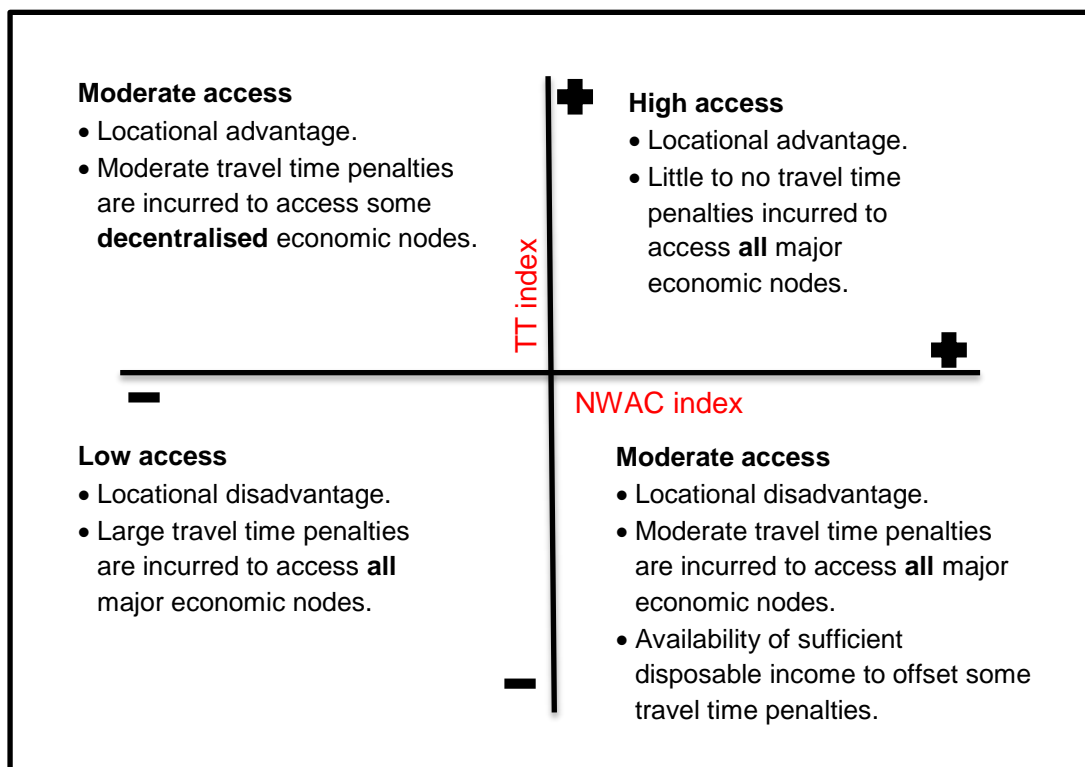 Moderate access
• Locational advantage.
• Moderate travel time penalties
are incurred to access some
decentralised economic nodes.
High access
• Locational advantage.
• Little to no travel time
penalties incurred to
access all major
economic nodes.
TT index
NWAC index
Low access
• Locational disadvantage.
• Large travel time penalties
are incurred to access all
major economic nodes.
Moderate access
• Locational disadvantage.
• Moderate travel time penalties
are incurred to access all major
economic nodes.
• Availability of sufficient
disposable income to offset some
travel time penalties.